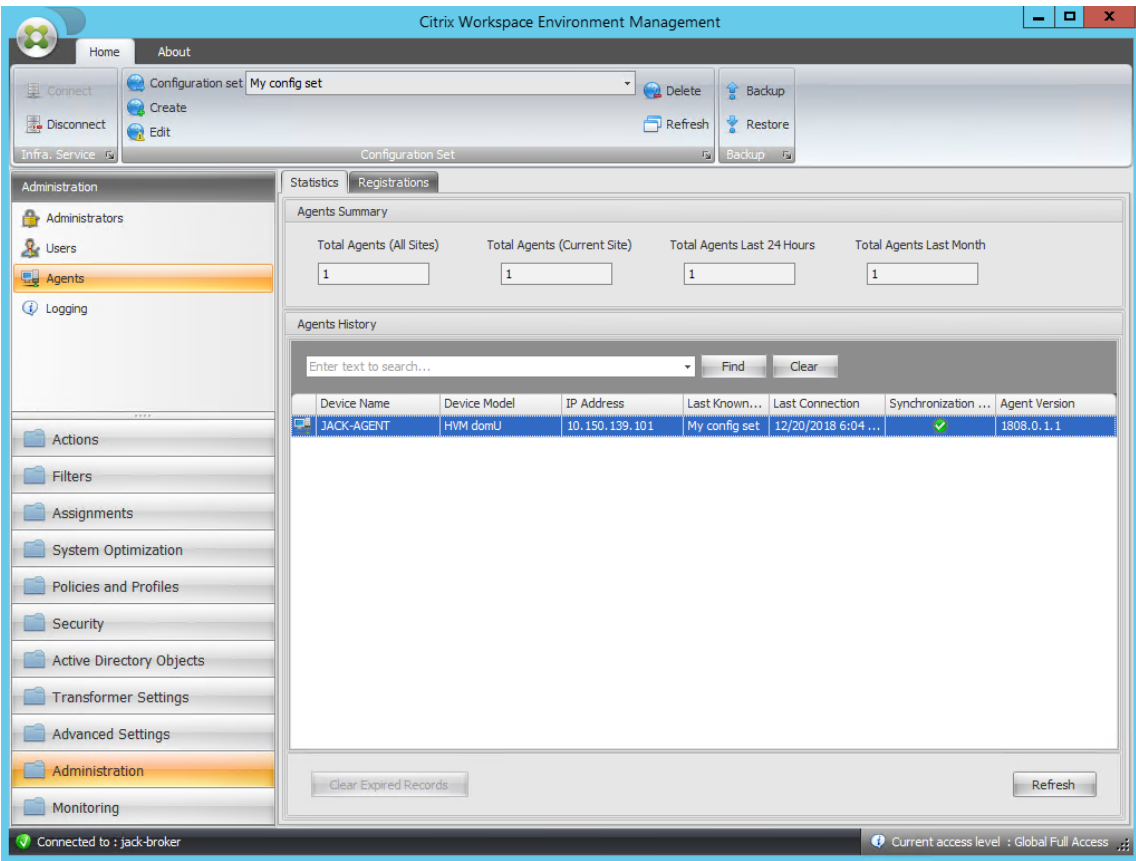 Citrix Workspace Environment Management
Home About
Connect
Disconnect
Infra. Service
Configuration set My config set
Create
Edit
Delete
Refresh
Configuration Set
Backup
Restore
Backup
Administration
Administrators
Users
Agents
Logging
Actions
Filters
Assignments
System Optimization
Policies and Profiles
Security
Active Directory Objects
Transformer Settings
Advanced Settings
Administration
Monitoring
Statistics Registrations
Agents Summary
Total Agents (All Sites) Total Agents (Current Site) Total Agents Last 24 Hours Total Agents Last Month
1 1 1 1
Agents History
Enter text to search... Find Clear
Device Name Device Model IP Address Last Known... Last Connection Synchronization ... Agent Version
JACK-AGENT HVM domU 10.150.139.101 My config set 12/20/2018 6:04 ... 1808.0.1.1
Clear Expired Records Refresh
Connected to : jack-broker Current access level : Global Full Access